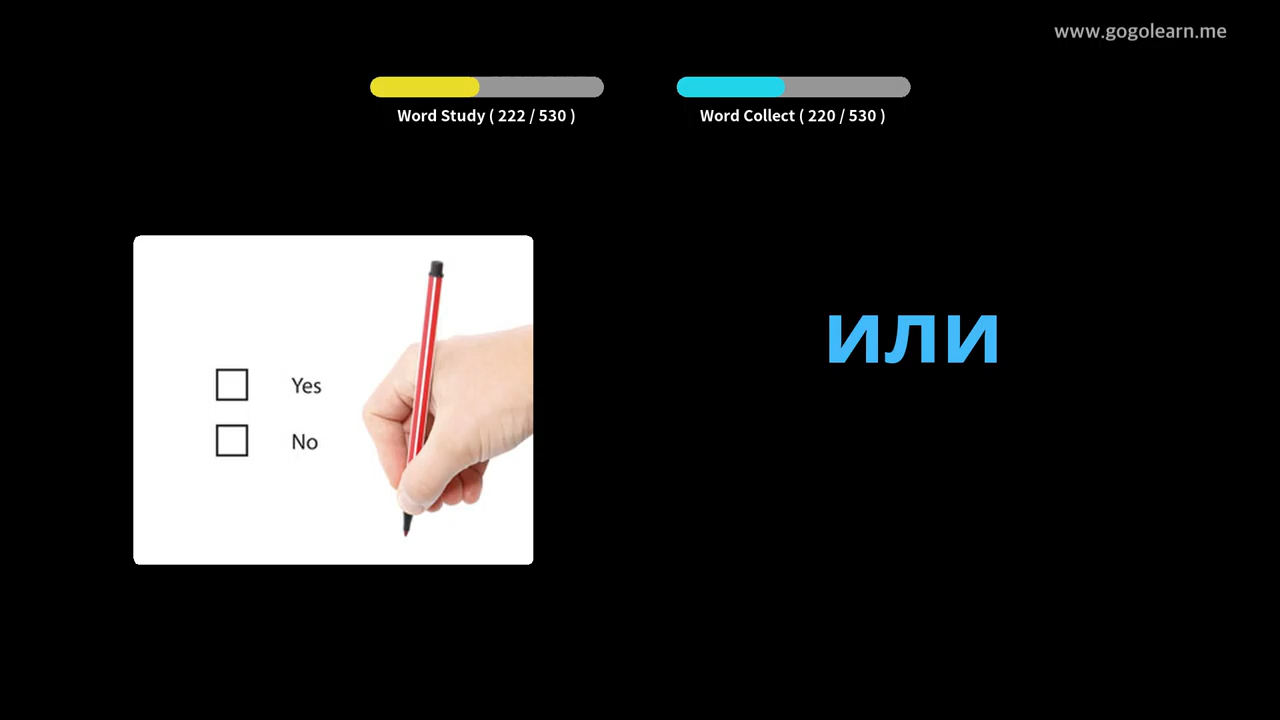 www.gogolearn.me
Word Study ( 222 / 530 )
Word Collect ( 220 / 530 )
Yes
No
или